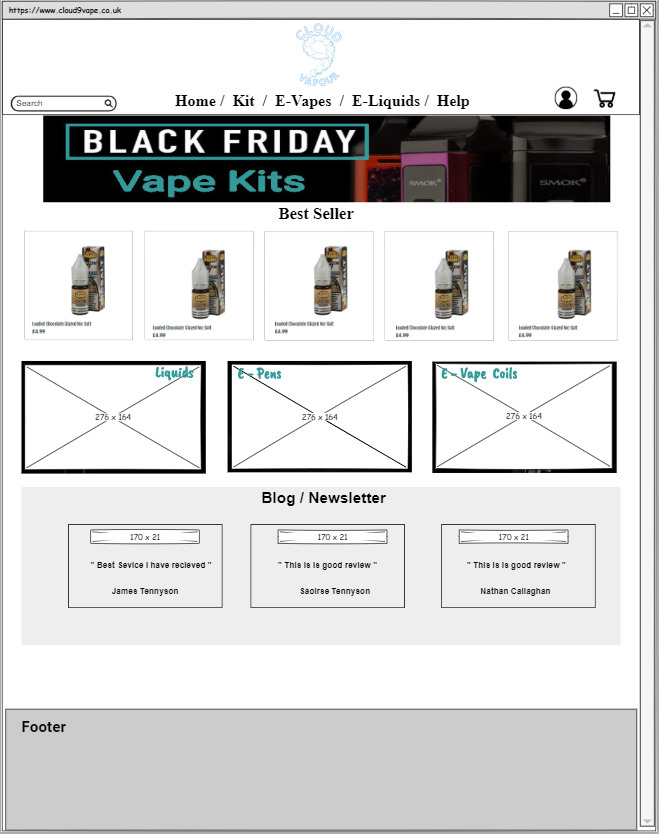 https://www.cloud9vape.co.uk
CLOUD
VAPOUR
Search
Home / Kit / E-Vapes / E-Liquids / Help
BLACK FRIDAY
Vape Kits
SMOK
SMOK
Best Seller
Loaded Chocolate Glazed Nic Salt
£4.99
Loaded Chocolate Glazed Nic Salt
£4.99
Loaded Chocolate Glazed Nic Salt
£4.99
Loaded Chocolate Glazed Nic Salt
£4.99
Loaded Chocolate Glazed Nic Salt
£4.99
Liquids
276 x 164
E - Pens
276 x 164
E - Vape Coils
276 x 164
Blog / Newsletter
170 x 21
" Best Sevice I have recieved "
James Tennyson
170 x 21
" This is is good review "
Saoirse Tennyson
170 x 21
" This is is good review "
Nathan Callaghan
Footer